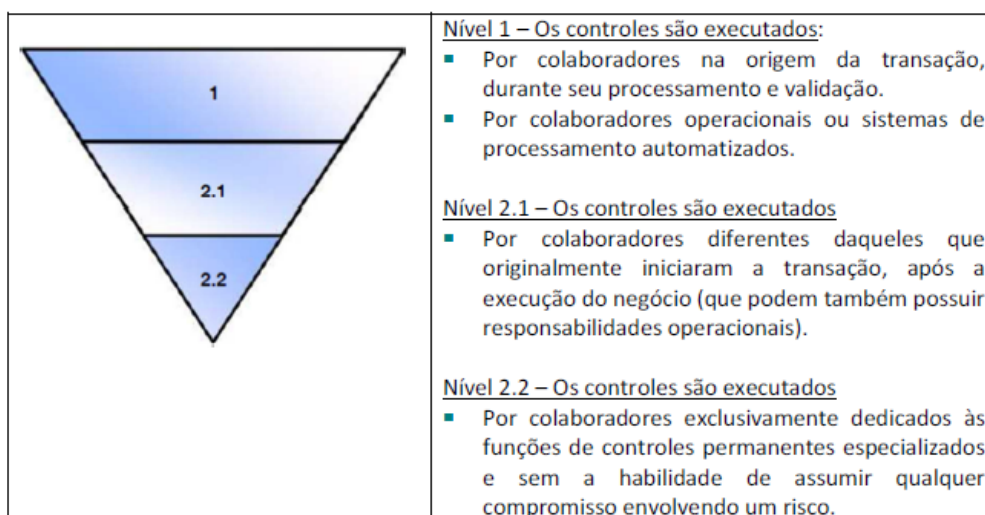 1
2.1
2.2
Nível 1 – Os controles são executados:
▪ Por colaboradores na origem da transação,
durante seu processamento e validação.
▪ Por colaboradores operacionais ou sistemas de
processamento automatizados.
Nível 2.1 – Os controles são executados
▪ Por colaboradores diferentes daqueles que
originalmente iniciaram a transação, após a
execução do negócio (que podem também possuir
responsabilidades operacionais).
Nível 2.2 – Os controles são executados
▪ Por colaboradores exclusivamente dedicados às
funções de controles permanentes especializados
e sem a habilidade de assumir qualquer
compromisso envolvendo um risco.